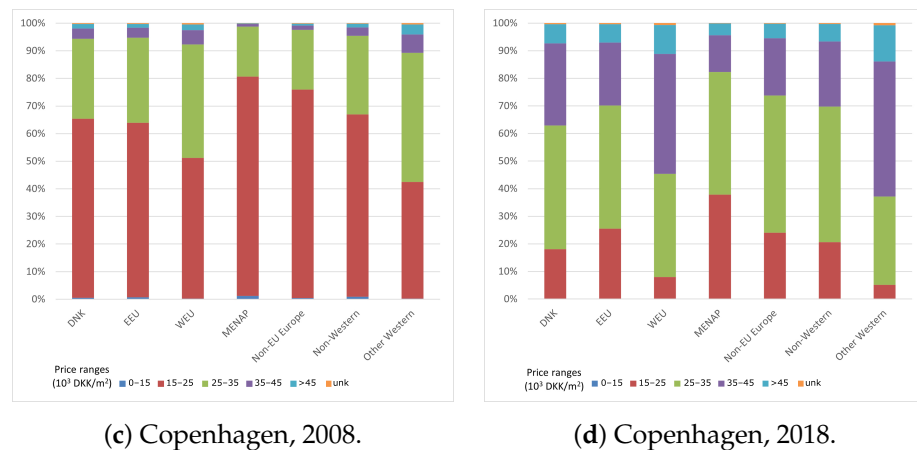 100%
90%
80%
70%
60%
50%
40%
30%
20%
10%
0%
DNK
EEU
WEU
MENAP
Non-EU Europe
Non-Western
Other Western
Price ranges
(10³ DKK/m²)
0–15
15–25
25–35
35–45
>45
unk
(c) Copenhagen, 2008.
100%
90%
80%
70%
60%
50%
40%
30%
20%
10%
0%
DNK
EEU
WEU
MENAP
Non-EU Europe
Non-Western
Other Western
Price ranges
(10³ DKK/m²)
0–15
15–25
25–35
35–45
>45
unk
(d) Copenhagen, 2018.